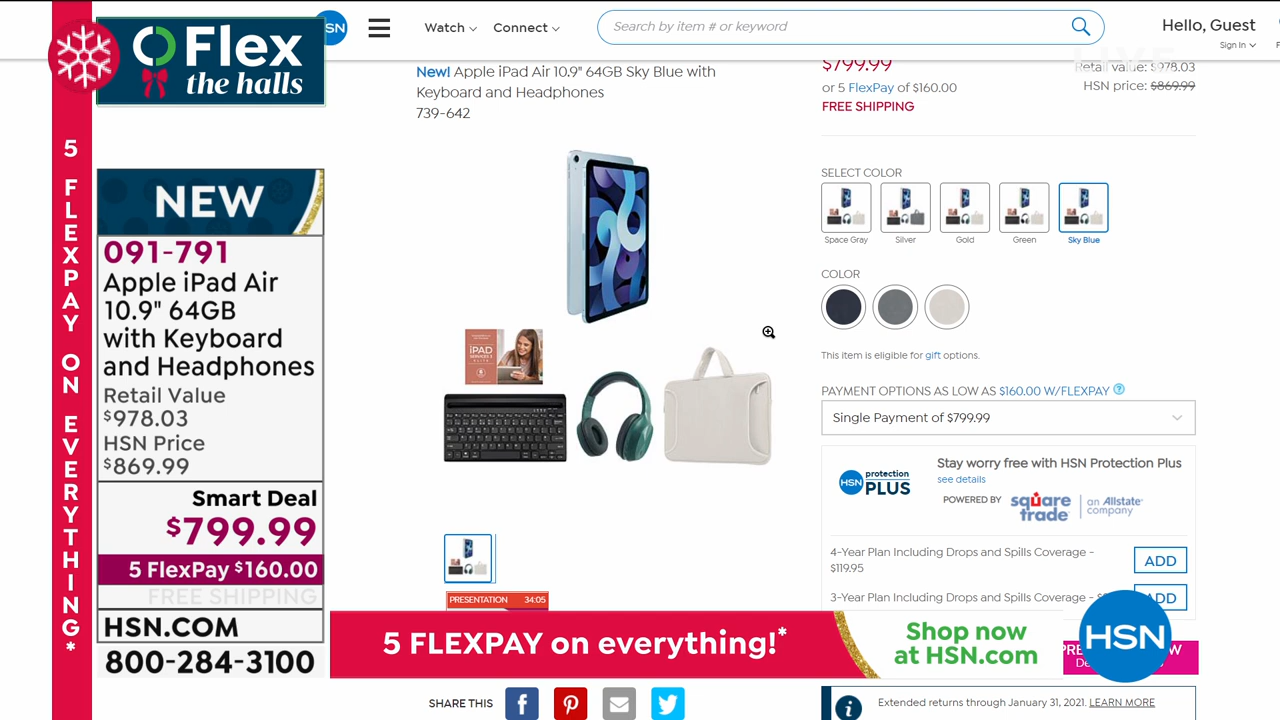 Flex
the halls
5 FLEXPAY ON EVERYTHING*
NEW
091-791
Apple iPad Air
10.9" 64GB
with Keyboard
and Headphones
Retail Value
$978.03
HSN Price
$869.99
Smart Deal
$799.99
5 FlexPay $160.00
FREE SHIPPING
HSN.COM
800-284-3100
SN
Watch
Connect
Search by item # or keyword
Hello, Guest
Sign In
New! Apple iPad Air 10.9" 64GB Sky Blue with
Keyboard and Headphones
739-642
iPAD
$799.99
Retail value: $978.03
or 5 FlexPay of $160.00
HSN price: $869.99
FREE SHIPPING
LIVE
SELECT COLOR
Space Gray
Silver
Gold
Green
Sky Blue
COLOR
This item is eligible for gift options.
PAYMENT OPTIONS AS LOW AS $160.00 W/FLEXPAY ?
Single Payment of $799.99
HSN protection PLUS
Stay worry free with HSN Protection Plus
see details
POWERED BY square trade | an Allstate company
4-Year Plan Including Drops and Spills Coverage -
$119.95
ADD
3-Year Plan Including Drops and Spills Coverage -
ADD
PRESENTATION 34:05
5 FLEXPAY on everything!*
Shop now
at HSN.com
HSN
SHARE THIS
Extended returns through January 31, 2021. LEARN MORE